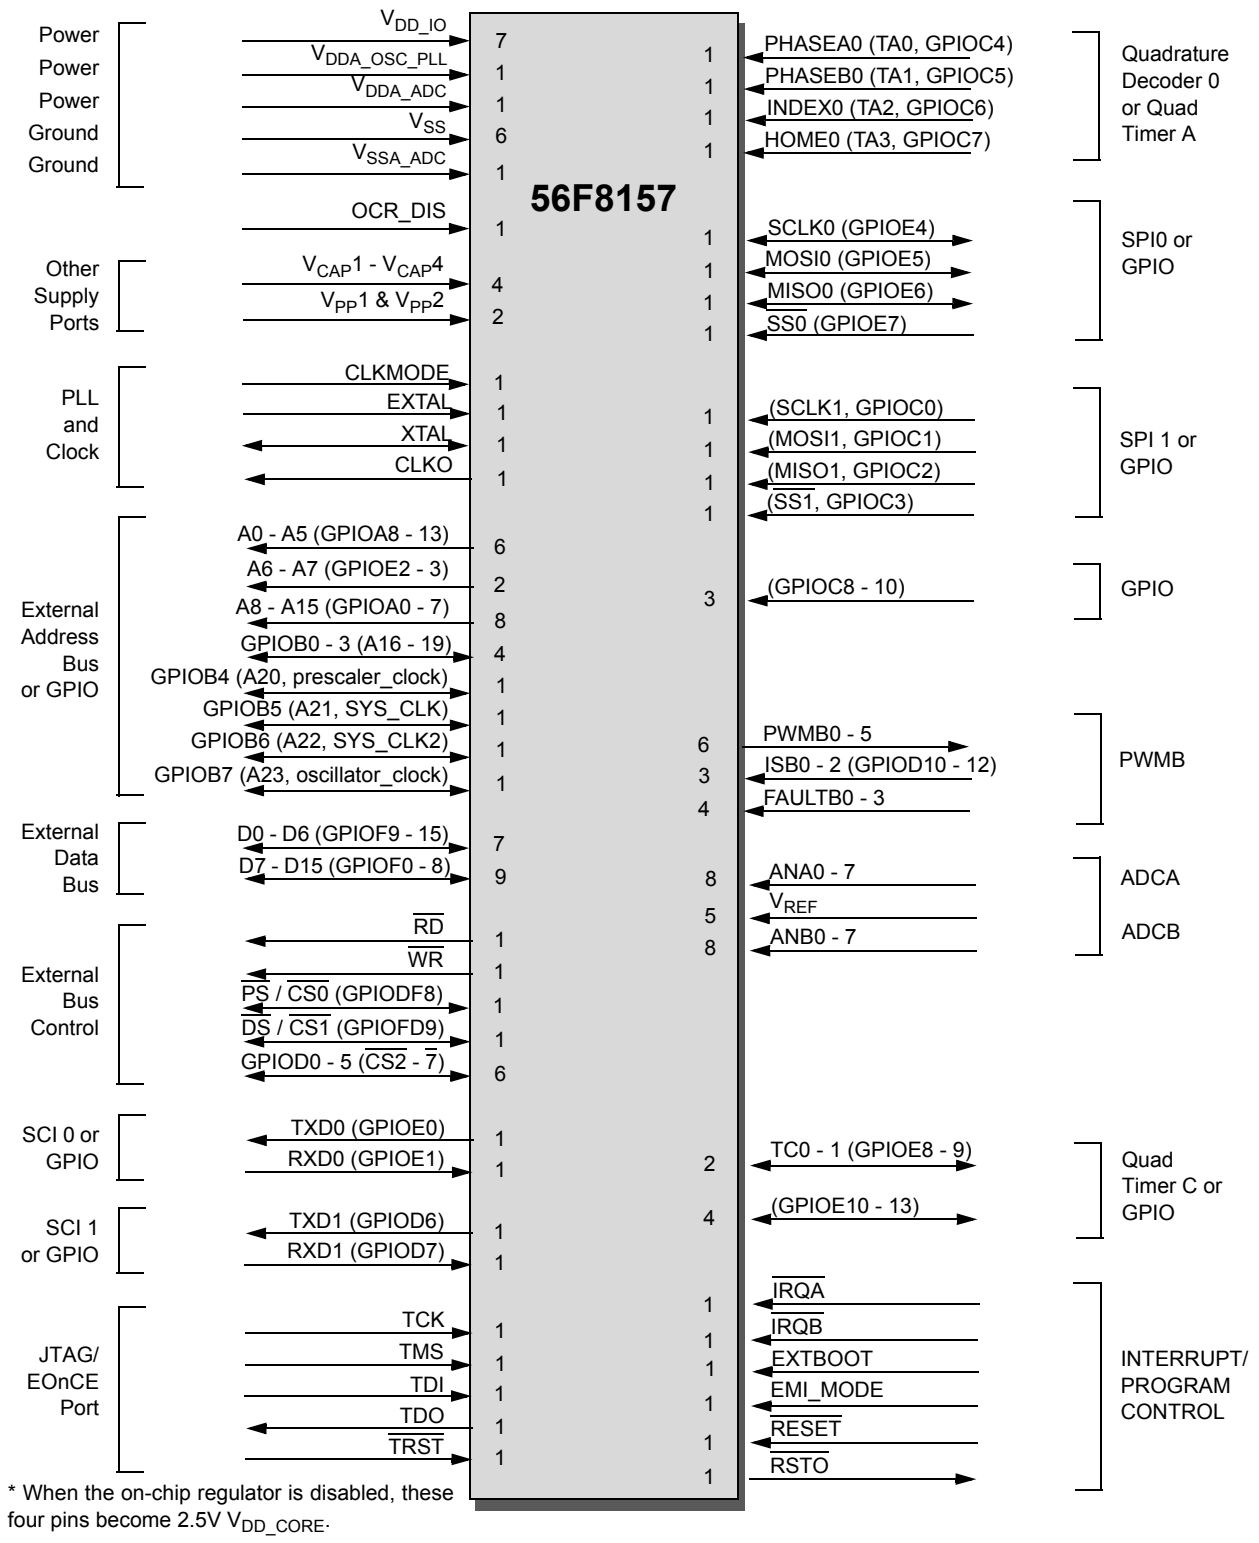 56F8157
Power
V_DD_IO
7
Power
V_DDA_OSC_PLL
1
Power
V_DDA_ADC
1
Ground
V_SS
6
Ground
V_SSA_ADC
1
OCR_DIS
1
Other
Supply
Ports
V_CAP1 - V_CAP4
4
V_PP1 & V_PP2
2
PLL
and
Clock
CLKMODE
1
EXTAL
1
XTAL
1
CLKO
1
External
Address
Bus
or GPIO
A0 - A5 (GPIOA8 - 13)
6
A6 - A7 (GPIOE2 - 3)
2
A8 - A15 (GPIOA0 - 7)
8
GPIOB0 - 3 (A16 - 19)
4
GPIOB4 (A20, prescaler_clock)
1
GPIOB5 (A21, SYS_CLK)
1
GPIOB6 (A22, SYS_CLK2)
1
GPIOB7 (A23, oscillator_clock)
1
External
Data
Bus
D0 - D6 (GPIOF9 - 15)
7
D7 - D15 (GPIOF0 - 8)
9
External
Bus
Control
RD
1
WR
1
PS / CS0 (GPIODF8)
1
DS / CS1 (GPIOFD9)
1
GPIOD0 - 5 (CS2 - 7)
6
SCI 0 or
GPIO
TXD0 (GPIOE0)
1
RXD0 (GPIOE1)
1
SCI 1
or GPIO
TXD1 (GPIOD6)
1
RXD1 (GPIOD7)
1
JTAG/
EOnCE
Port
TCK
1
TMS
1
TDI
1
TDO
1
TRST
1
1
PHASEA0 (TA0, GPIOC4)
1
PHASEB0 (TA1, GPIOC5)
1
INDEX0 (TA2, GPIOC6)
1
HOME0 (TA3, GPIOC7)
Quadrature
Decoder 0
or Quad
Timer A
1
SCLK0 (GPIOE4)
1
MOSI0 (GPIOE5)
1
MISO0 (GPIOE6)
1
SS0 (GPIOE7)
SPI0 or
GPIO
1
(SCLK1, GPIOC0)
1
(MOSI1, GPIOC1)
1
(MISO1, GPIOC2)
1
(SS1, GPIOC3)
SPI 1 or
GPIO
3
(GPIOC8 - 10)
GPIO
6
PWMB0 - 5
3
ISB0 - 2 (GPIOD10 - 12)
4
FAULTB0 - 3
PWMB
8
ANA0 - 7
5
V_REF
8
ANB0 - 7
ADCA
ADCB
2
TC0 - 1 (GPIOE8 - 9)
4
(GPIOE10 - 13)
Quad
Timer C or
GPIO
1
IRQA
1
IRQB
1
EXTBOOT
1
EMI_MODE
1
RESET
1
RSTO
INTERRUPT/
PROGRAM
CONTROL
* When the on-chip regulator is disabled, these
four pins become 2.5V V_DD_CORE.